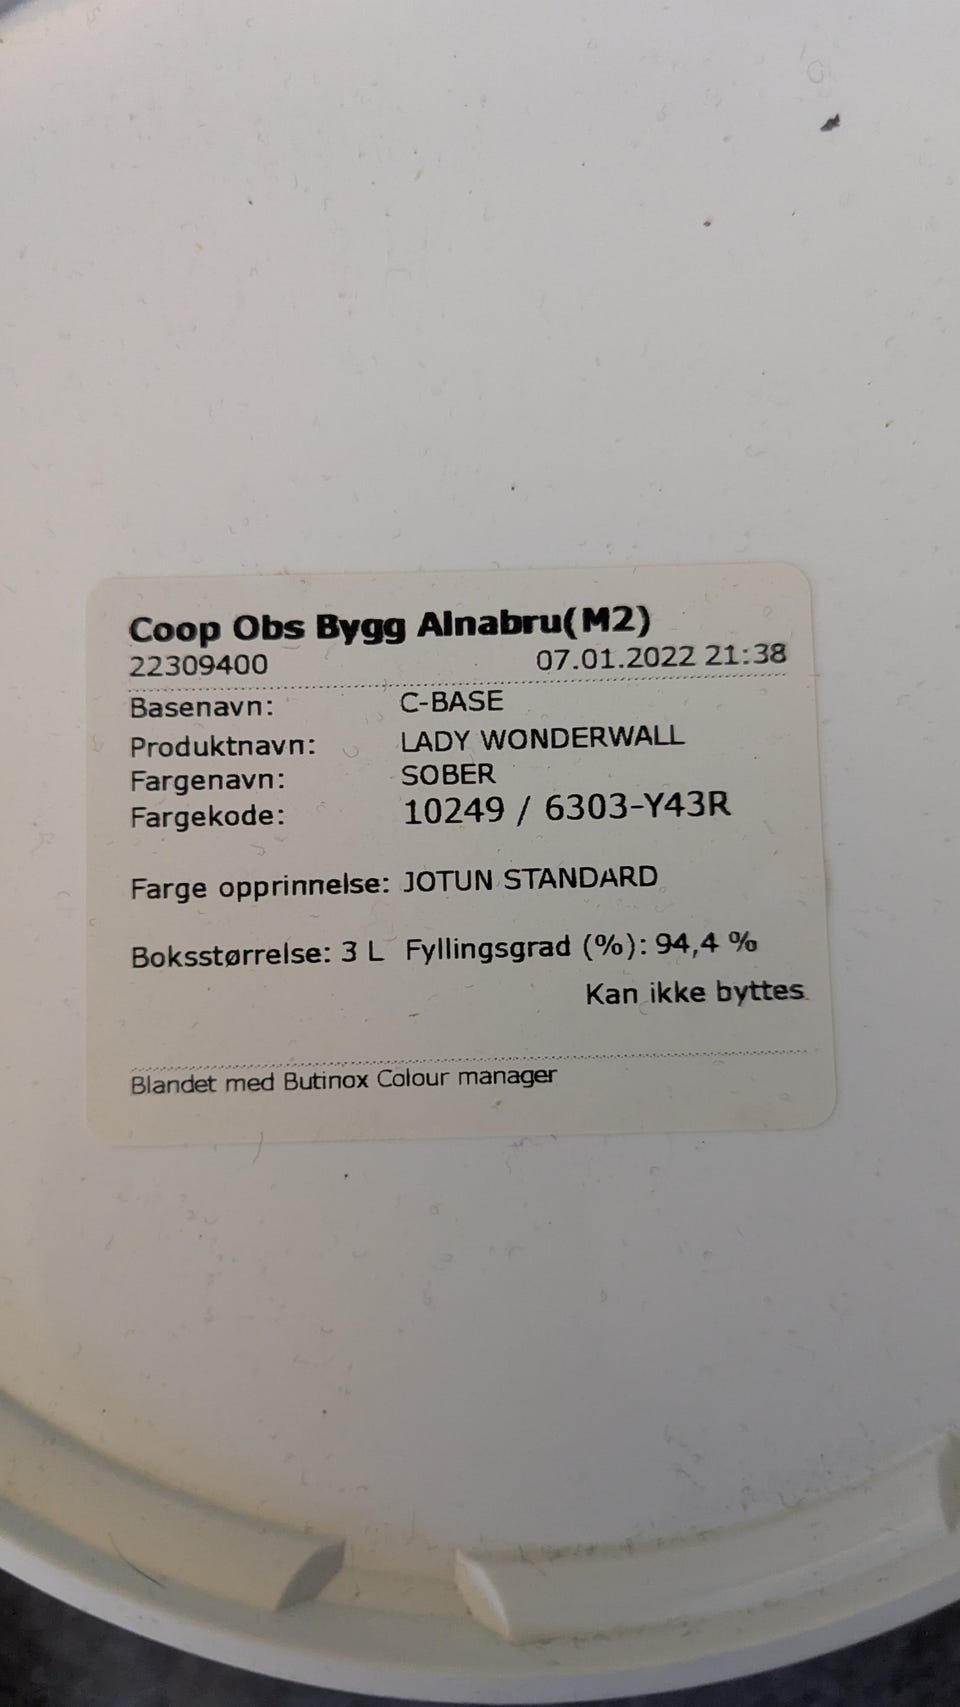 Coop Obs Bygg Alnabru(M2)
22309400 07.01.2022 21:38
Basenavn: C-BASE
Produktnavn: LADY WONDERWALL
Fargenavn: SOBER
Fargekode: 10249 / 6303-Y43R
Farge opprinnelse: JOTUN STANDARD
Boksstørrelse: 3 L Fyllingsgrad (%): 94,4 %
Kan ikke byttes
Blandet med Butinox Colour manager